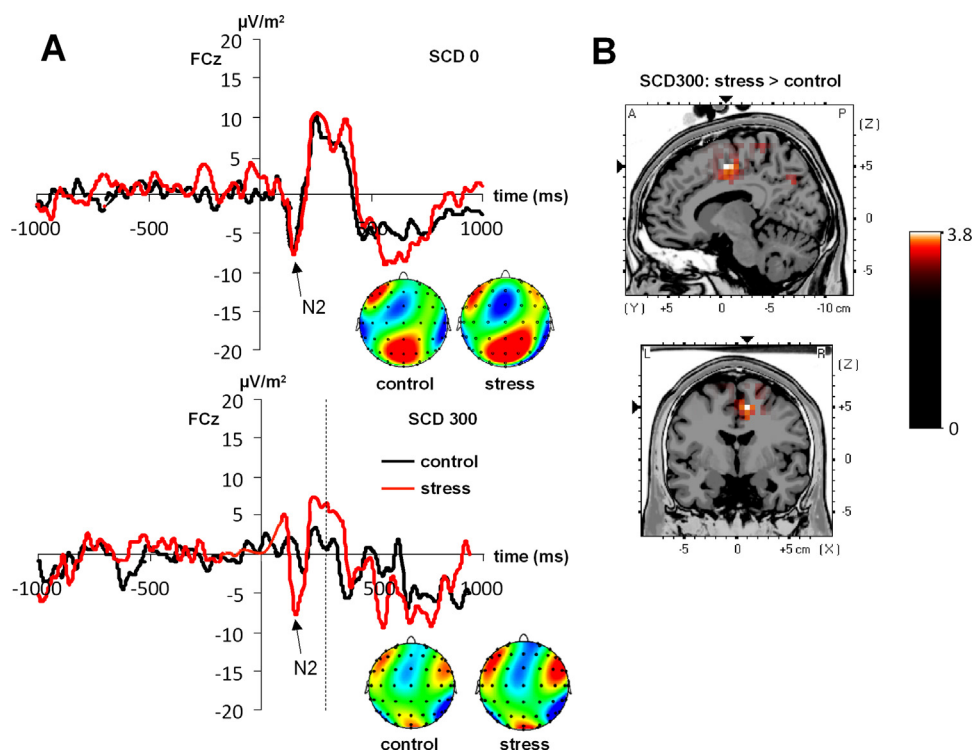 A
µV/m²
20
15
10
5
0
-5
-10
-15
-20
FCz
SCD 0
time (ms)
-1000
-500
500
1000
N2
control
stress
µV/m²
20
15
10
5
0
-5
-10
-15
-20
FCz
SCD 300
control
stress
time (ms)
-1000
-500
500
1000
N2
control
stress
B
SCD300: stress > control
A
P
(Z)
+5
0
-5
(Y) +5 0 -5 -10 cm
L
R
(Z)
+5
0
-5
-5 0 +5 cm (X)
3.8
0